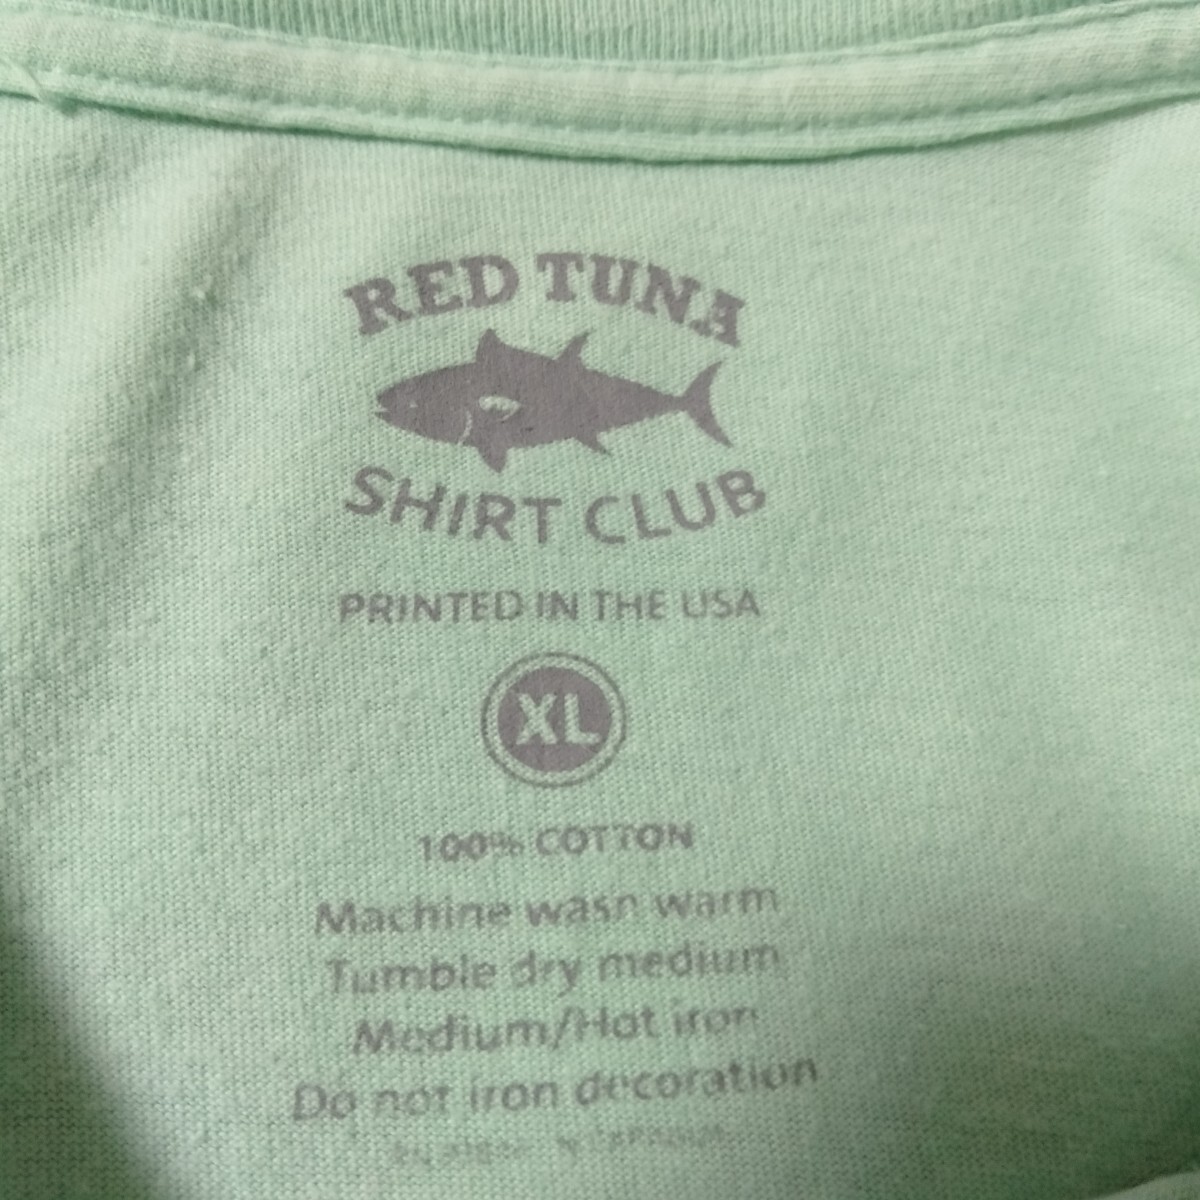 RED TUNA
SHIRT CLUB
PRINTED IN THE USA
XL
100% COTTON
Machine wash warm
Tumble dry medium
Medium/Hot iron
Do not iron decoration